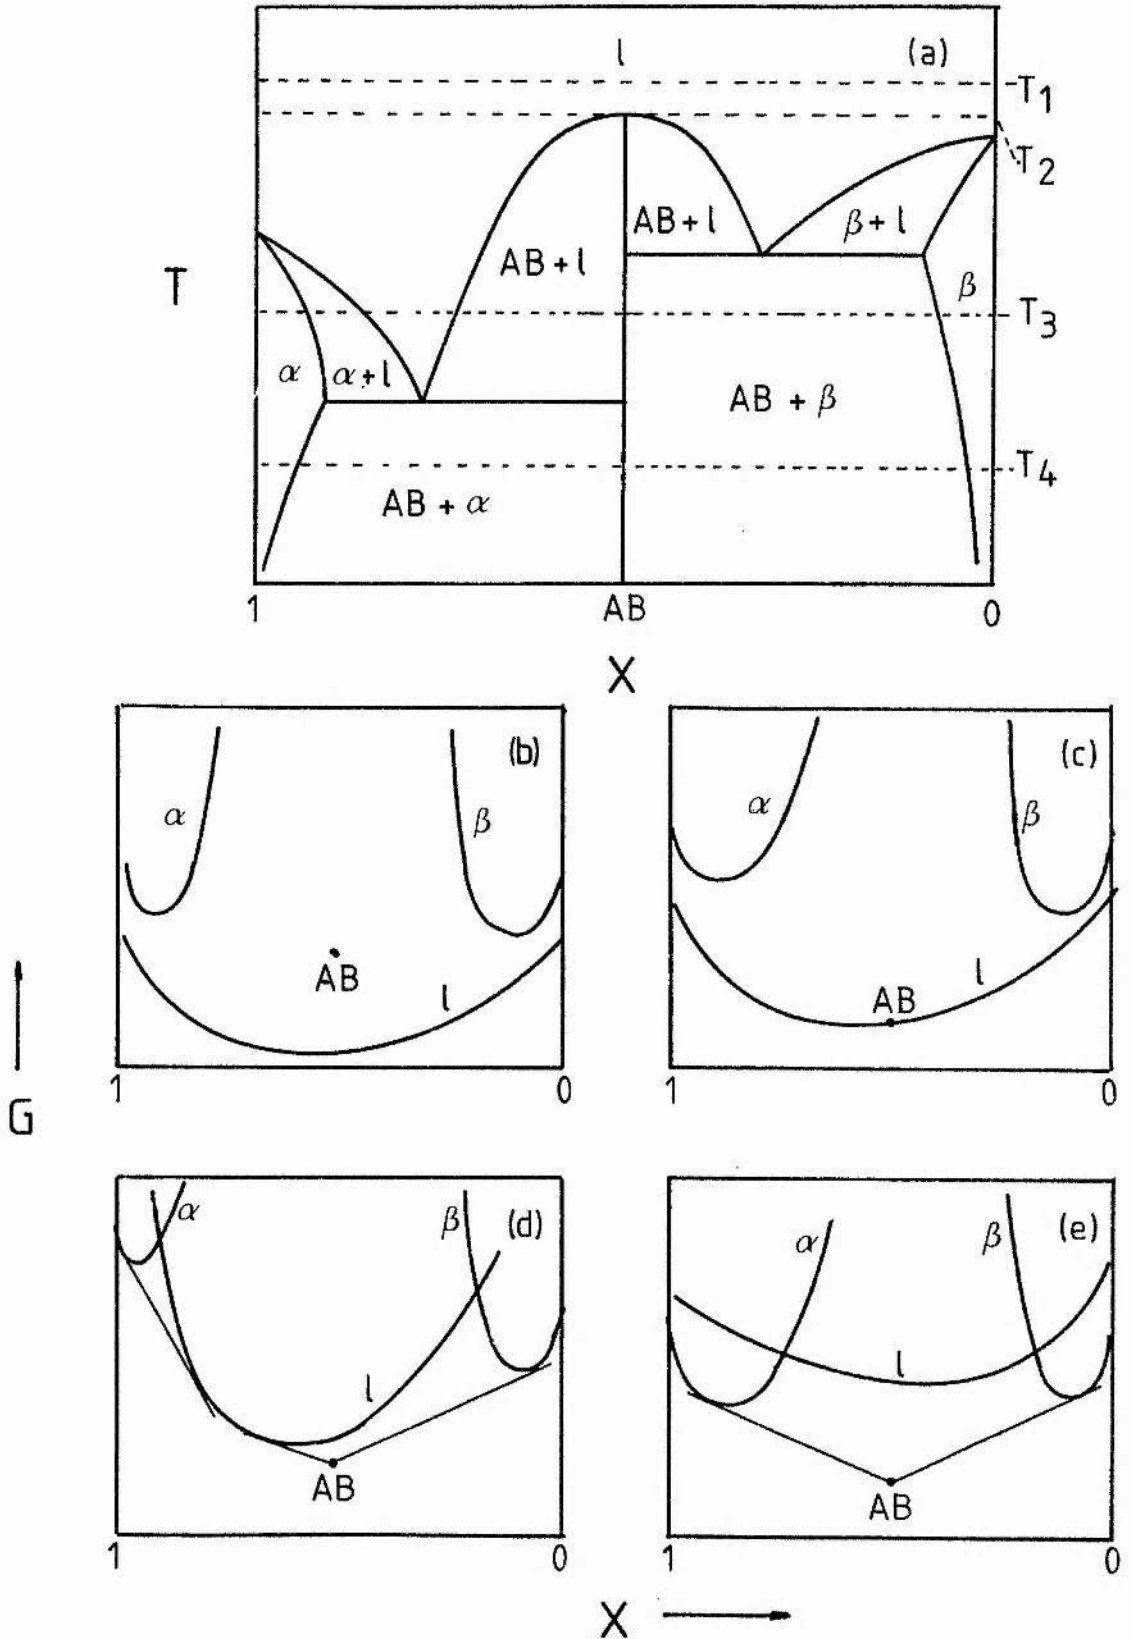 l (a)
T1
T2
AB+l β+l
AB+l
T β
T3
α α+l
AB + β
T4
AB + α
1 AB 0
X
(b) (c)
α β α β
AB l
AB l
1 0 1 0
G
α β (d) α β (e)
l l
AB AB
1 0 1 0
X